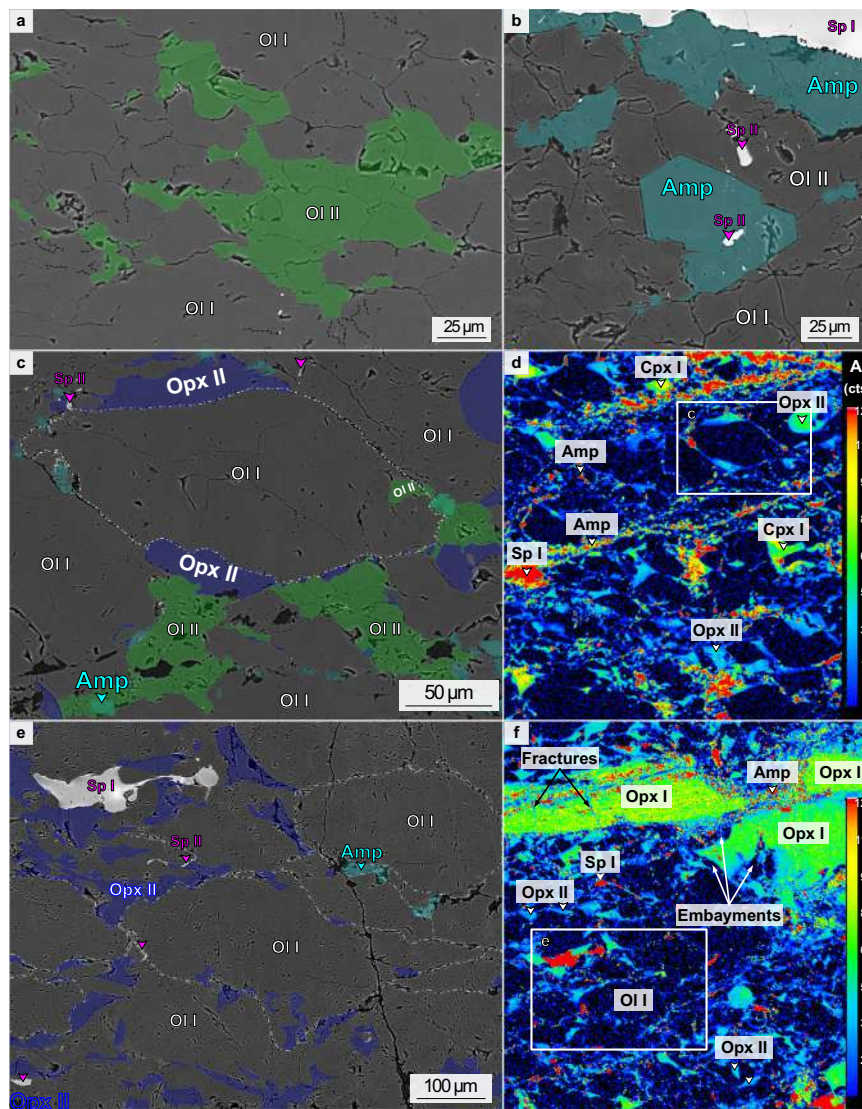 a
Ol I
Ol II
Ol I
Ol I
25 µm
b
Sp I
Amp
Sp II
Amp
Ol II
Sp II
Ol I
25 µm
c
Sp II
Opx II
Ol I
Ol I
Ol II
Ol I
Opx II
Ol II
Ol II
Amp
Ol I
50 µm
d
Cpx I
A
(cts
Opx II
c
Amp
Amp
Cpx I
Sp I
Opx II
e
Sp I
Ol I
Sp II
Amp
Opx II
Ol I
Ol I
100 µm
Opx II
f
Fractures
Amp
Opx I
Opx I
Opx I
Sp I
Opx II
Embayments
e
Ol I
Opx II